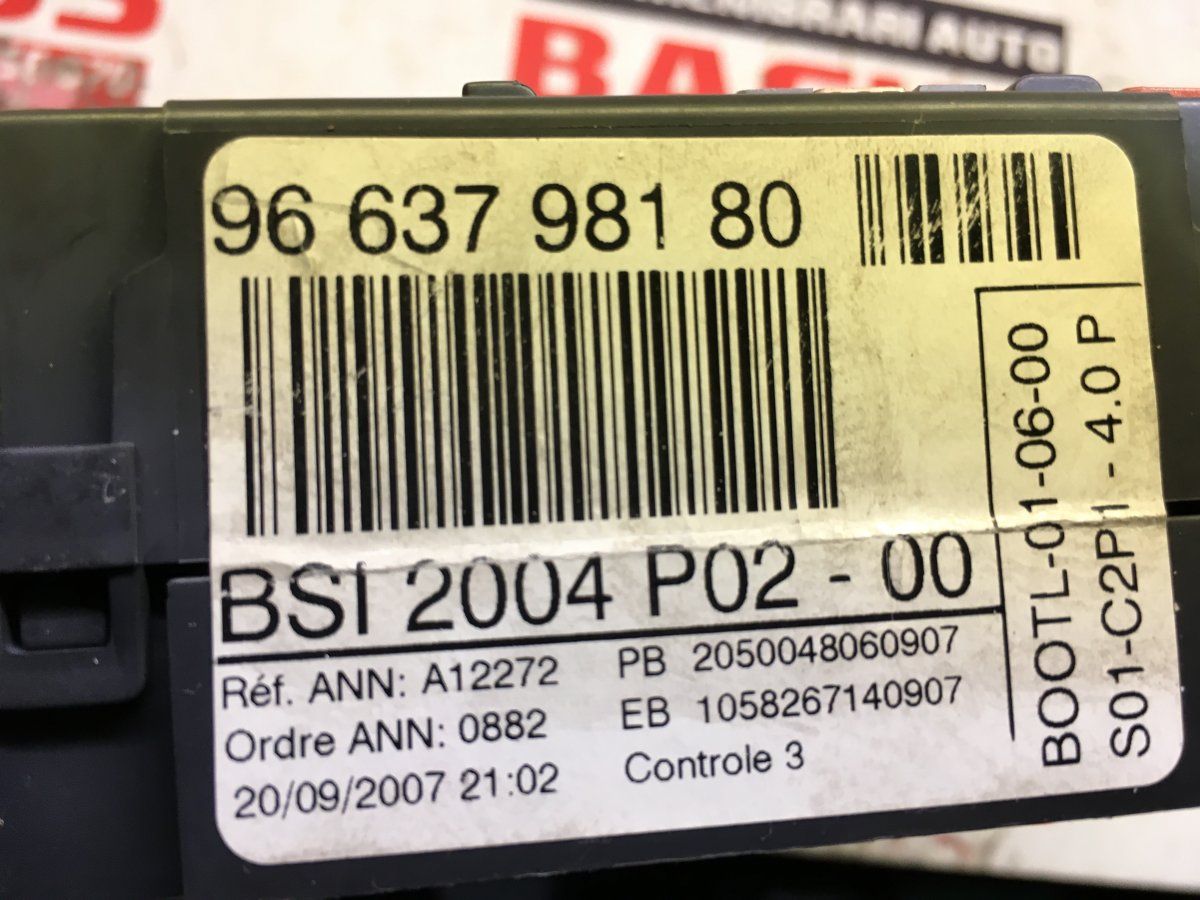 AUTO
96 637 981 80
BSI 2004 P02 - 00
Réf. ANN: A12272 PB 2050048060907
Ordre ANN: 0882 EB 1058267140907
20/09/2007 21:02 Controle 3
BOOTL-01-06-00
S01-C2P1 - 4.0 P